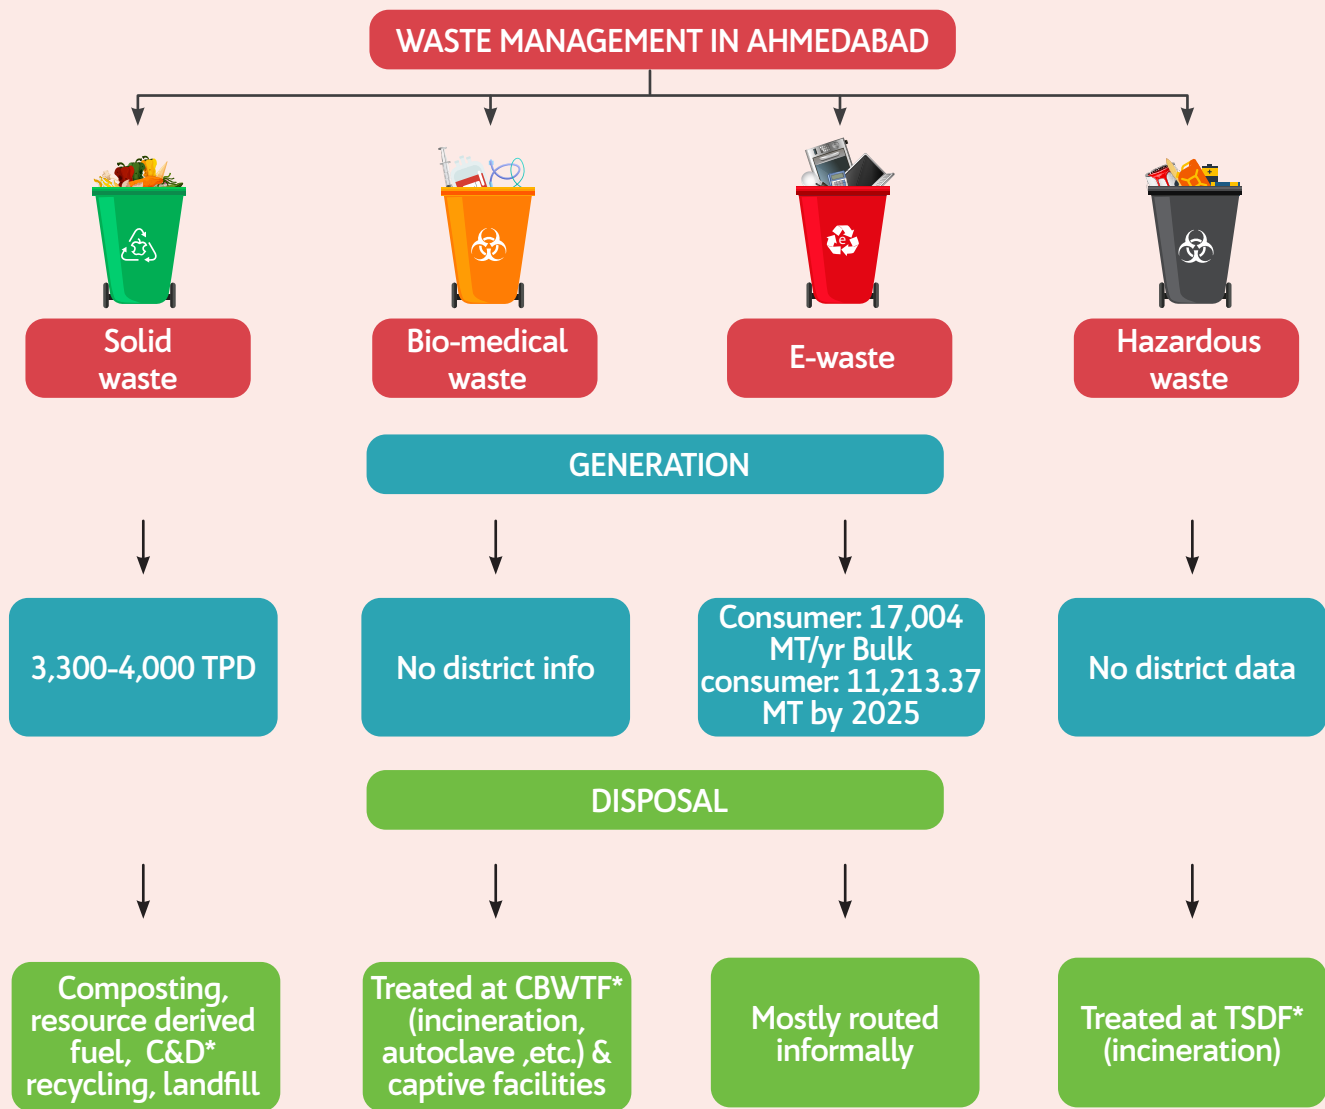 WASTE MANAGEMENT IN AHMEDABAD
Solid
waste
Bio-medical
waste
e
E-waste
Hazardous
waste
GENERATION
3,300-4,000 TPD
No district info
Consumer: 17,004
MT/yr Bulk
consumer: 11,213.37
MT by 2025
No district data
DISPOSAL
Composting,
resource derived
fuel, C&D*
recycling, landfill
Treated at CBWTF*
(incineration,
autoclave ,etc.) &
captive facilities
Mostly routed
informally
Treated at TSDF*
(incineration)